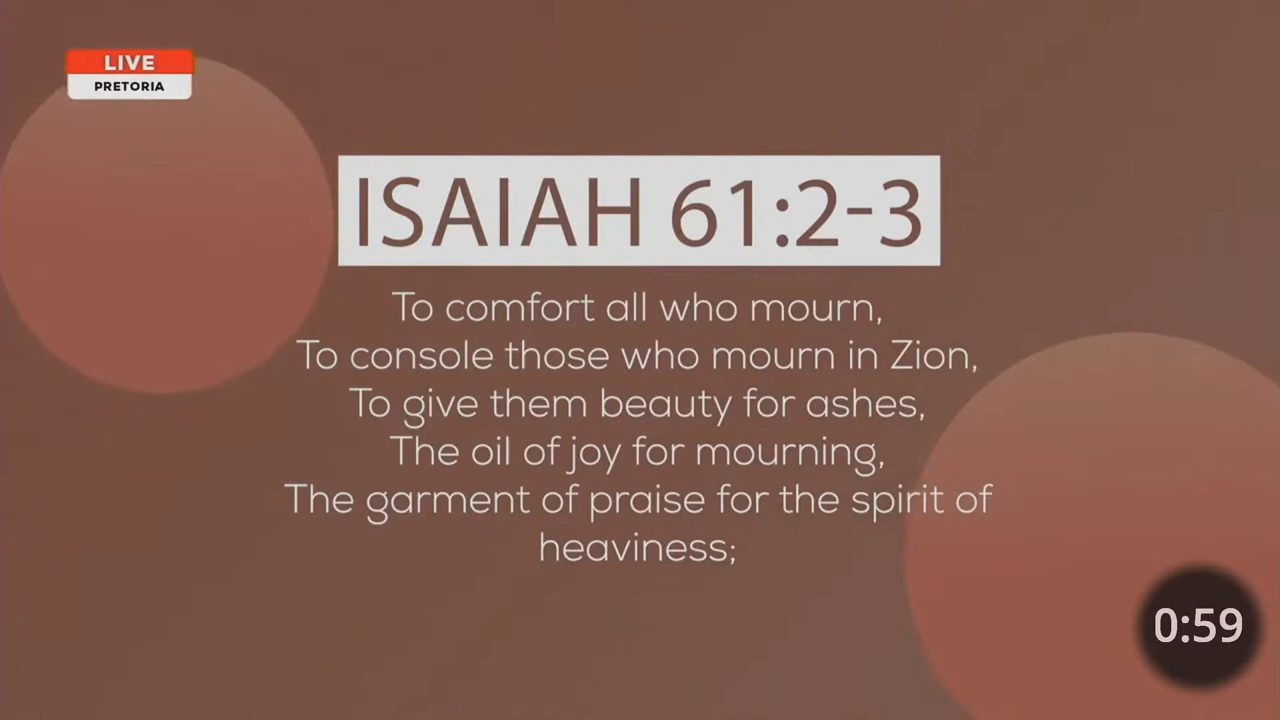 LIVE
PRETORIA
ISAIAH 61:2-3
To comfort all who mourn,
To console those who mourn in Zion,
To give them beauty for ashes,
The oil of joy for mourning,
The garment of praise for the spirit of
heaviness;
0:59